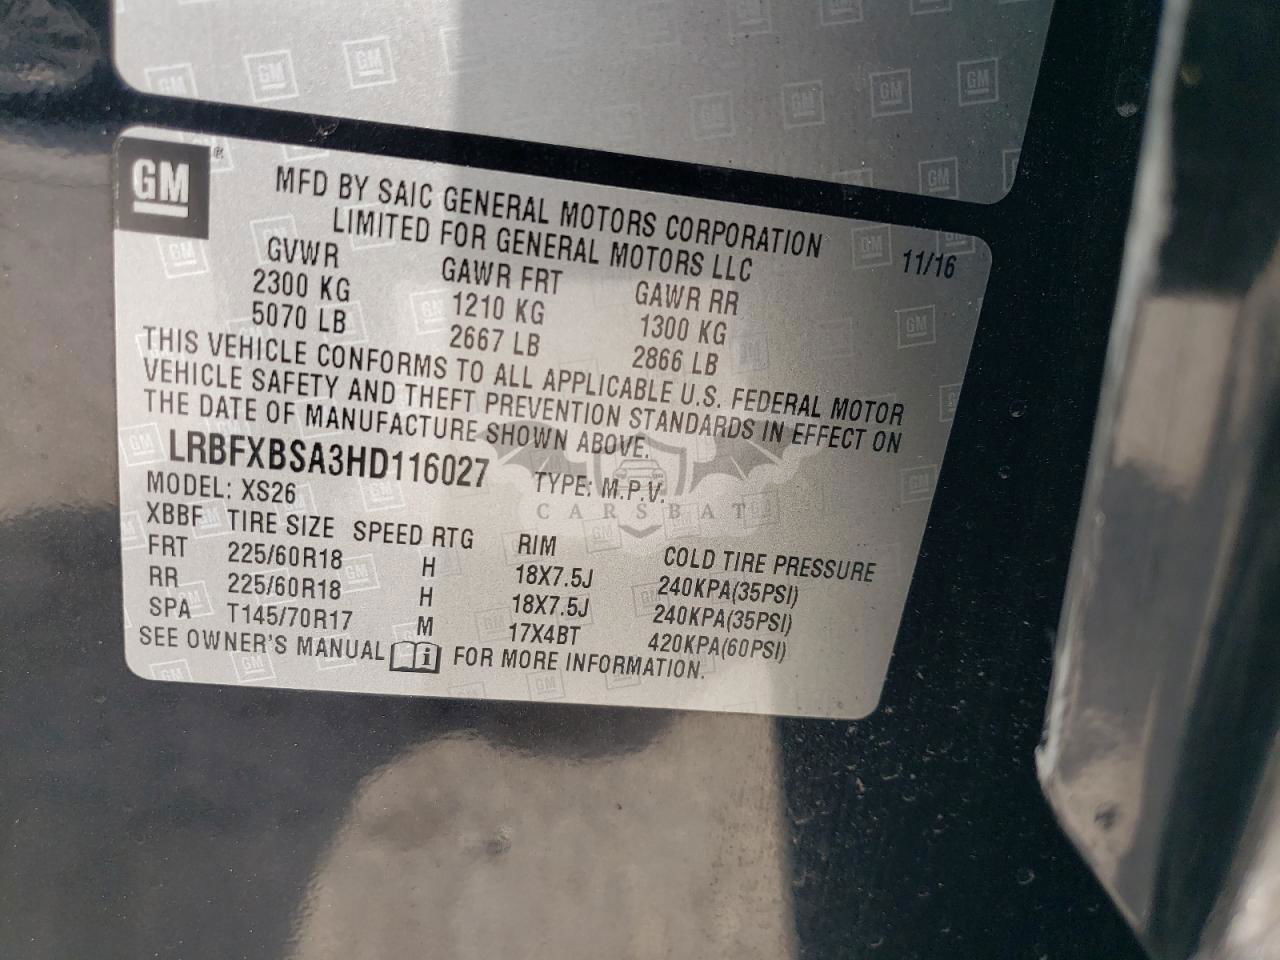 GM
MFD BY SAIC GENERAL MOTORS CORPORATION
LIMITED FOR GENERAL MOTORS LLC
11/16
GVWR GAWR FRT GAWR RR
2300 KG 1210 KG 1300 KG
5070 LB 2667 LB 2866 LB
THIS VEHICLE CONFORMS TO ALL APPLICABLE U.S. FEDERAL MOTOR
VEHICLE SAFETY AND THEFT PREVENTION STANDARDS IN EFFECT ON
THE DATE OF MANUFACTURE SHOWN ABOVE.
LRBFXBSA3HD116027 TYPE: M.P.V.
MODEL: XS26
CARSBAT
XBBF TIRE SIZE SPEED RTG RIM COLD TIRE PRESSURE
FRT 225/60R18 H 18X7.5J 240KPA(35PSI)
RR 225/60R18 H 18X7.5J 240KPA(35PSI)
SPA T145/70R17 M 17X4BT 420KPA(60PSI)
SEE OWNER'S MANUAL i FOR MORE INFORMATION.